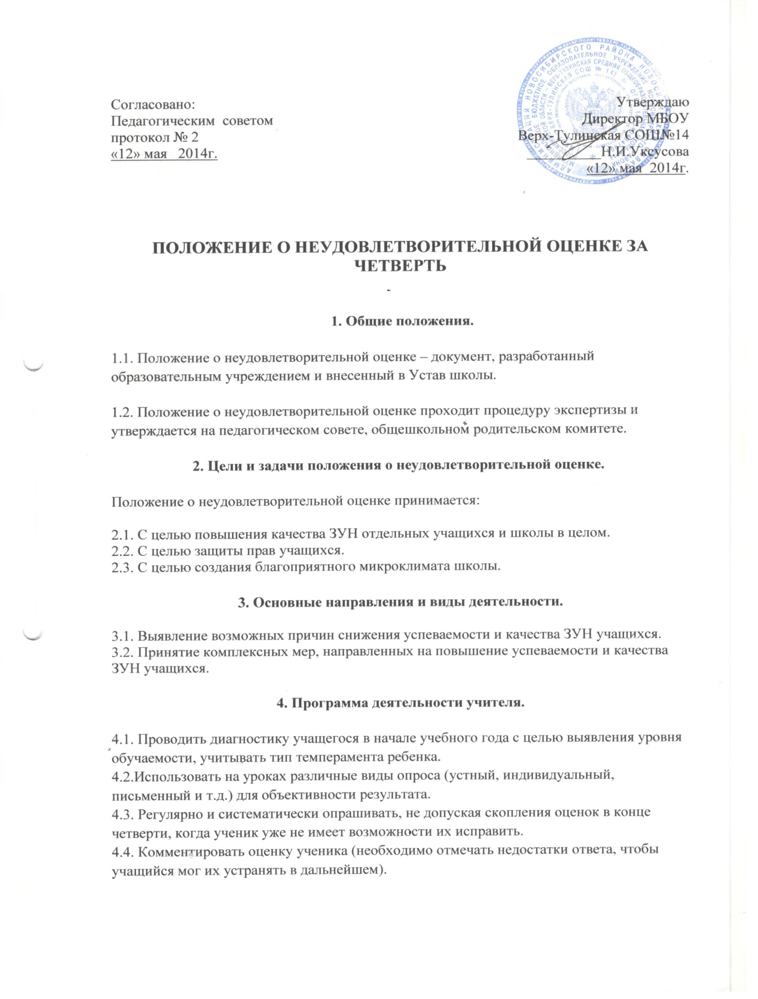 Согласовано:
Педагогическим советом
протокол № 2
«12» мая 2014г.
Утверждаю
Директор МБОУ
Верх-Тулинская СОШ№14
Н.И.Уксусова
«12» мая 2014г.
ПОЛОЖЕНИЕ О НЕУДОВЛЕТВОРИТЕЛЬНОЙ ОЦЕНКЕ ЗА
ЧЕТВЕРТЬ
1. Общие положения.
1.1. Положение о неудовлетворительной оценке – документ, разработанный
образовательным учреждением и внесенный в Устав школы.
1.2. Положение о неудовлетворительной оценке проходит процедуру экспертизы и
утверждается на педагогическом совете, общешкольном родительском комитете.
2. Цели и задачи положения о неудовлетворительной оценке.
Положение о неудовлетворительной оценке принимается:
2.1. С целью повышения качества ЗУН отдельных учащихся и школы в целом.
2.2. С целью защиты прав учащихся.
2.3. С целью создания благоприятного микроклимата школы.
3. Основные направления и виды деятельности.
3.1. Выявление возможных причин снижения успеваемости и качества ЗУН учащихся.
3.2. Принятие комплексных мер, направленных на повышение успеваемости и качества
ЗУН учащихся.
4. Программа деятельности учителя.
4.1. Проводить диагностику учащегося в начале учебного года с целью выявления уровня
обучаемости, учитывать тип темперамента ребенка.
4.2.Использовать на уроках различные виды опроса (устный, индивидуальный,
письменный и т.д.) для объективности результата.
4.3. Регулярно и систематически опрашивать, не допуская скопления оценок в конце
четверти, когда ученик уже не имеет возможности их исправить.
4.4. Комментировать оценку ученика (необходимо отмечать недостатки ответа, чтобы
учащийся мог их устранять в дальнейшем).